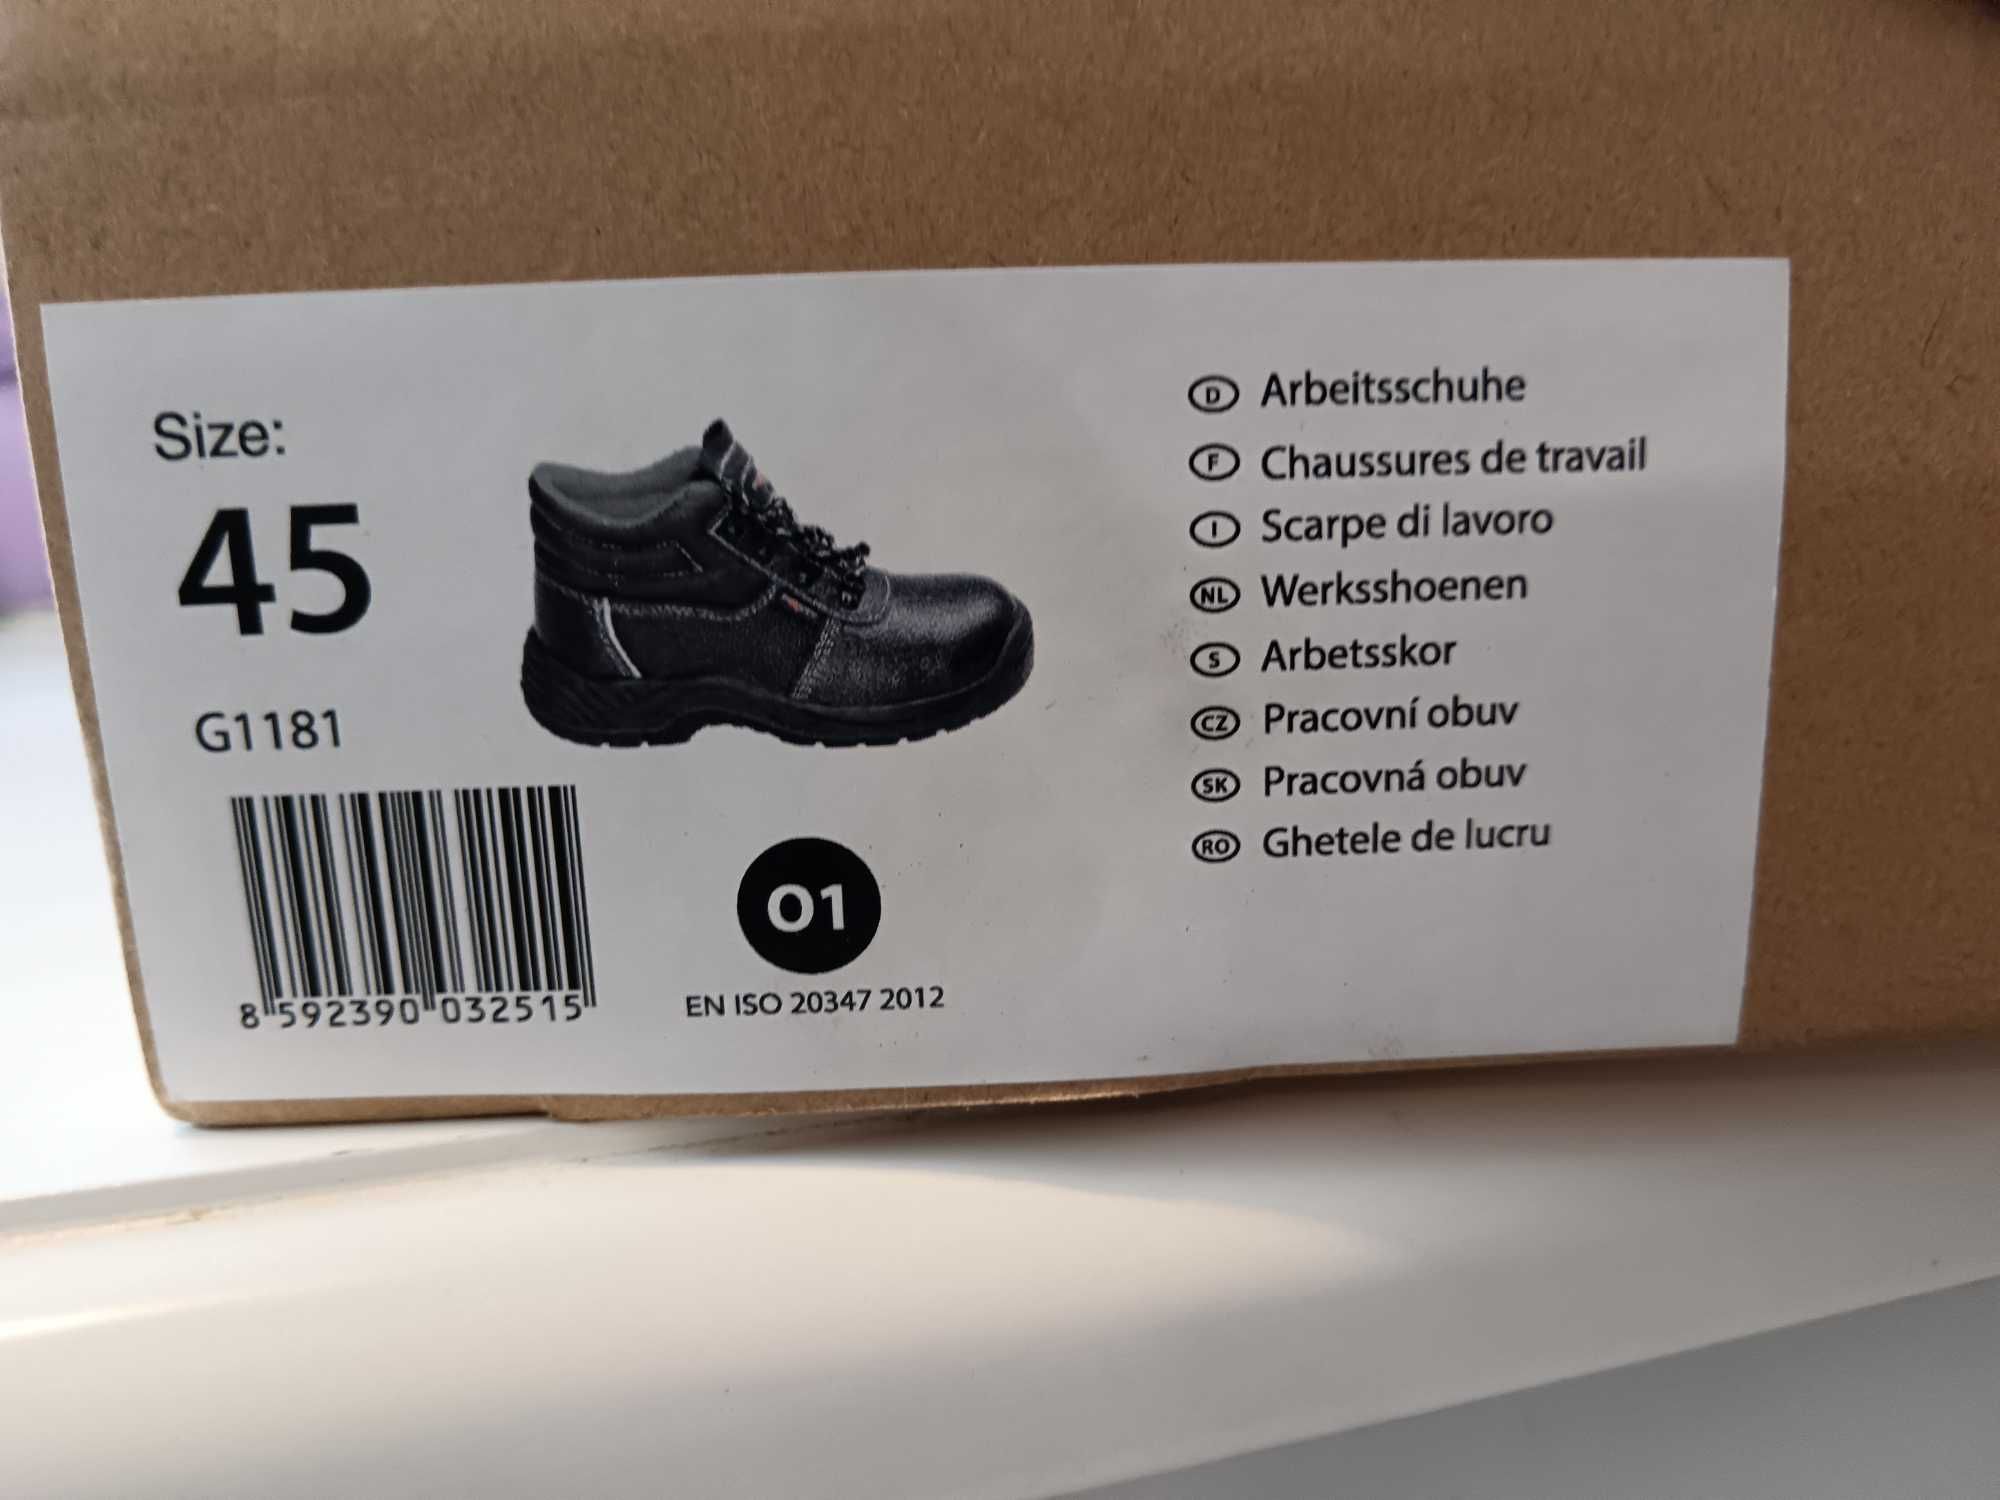 Size:
45
G1181
8 592390 032515
O1
EN ISO 20347 2012
D Arbeitsschuhe
F Chaussures de travail
I Scarpe di lavoro
NL Werksshoenen
S Arbetsskor
CZ Pracovní obuv
SK Pracovná obuv
RO Ghetele de lucru